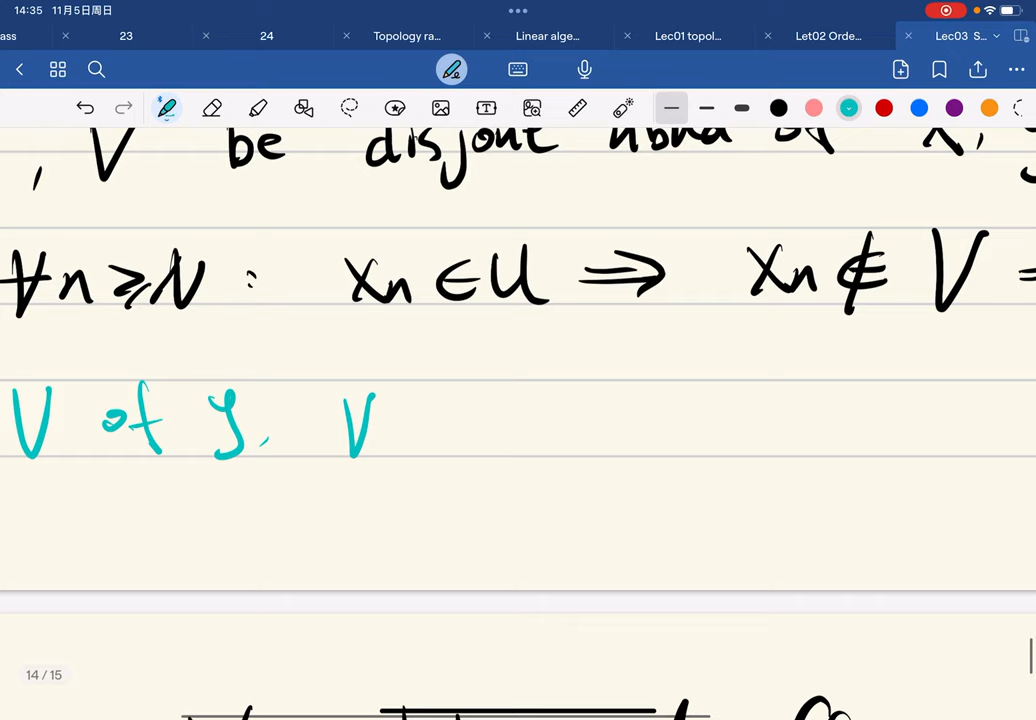 14:35 11月5日周日
ass 23 24 Topology ra... Linear alge... Lec01 topol... Let02 Orde... Lec03 S...
, V be disjont nbhd of x,
∀n ≥ N : xn ∈ U ⟹ xn ∉ V
V of y, V
14 / 15